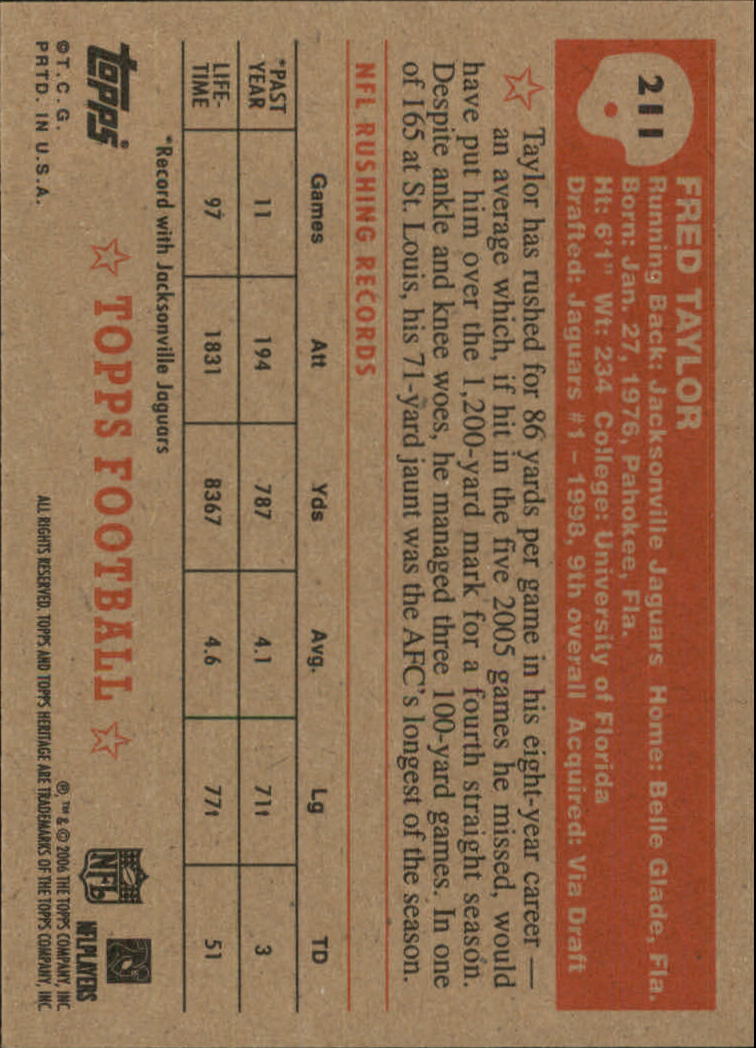 211
FRED TAYLOR
Running Back: Jacksonville Jaguars Home: Belle Glade, Fla.
Born: Jan. 27, 1976, Pahokee, Fla.
Ht: 6'1" Wt: 234 College: University of Florida
Drafted: Jaguars #1 – 1998, 9th overall Acquired: Via Draft
Taylor has rushed for 86 yards per game in his eight-year career —
an average which, if hit in the five 2005 games he missed, would
have put him over the 1,200-yard mark for a fourth straight season.
Despite ankle and knee woes, he managed three 100-yard games. In one
of 165 at St. Louis, his 71-yard jaunt was the AFC's longest of the season.
NFL RUSHING RECORDS
Games Att Yds Avg. Lg TD
*PAST
YEAR 11 194 787 4.1 71t 3
LIFE-
TIME 97 1831 8367 4.6 77t 51
*Record with Jacksonville Jaguars
topps®
©T.C.G.
PRTD. IN U.S.A.
TOPPS FOOTBALL
NFL
NFLPLAYERS
®, ™ & © 2006 THE TOPPS COMPANY, INC
ALL RIGHTS RESERVED. TOPPS AND TOPPS HERITAGE ARE TRADEMARKS OF THE TOPPS COMPANY, INC